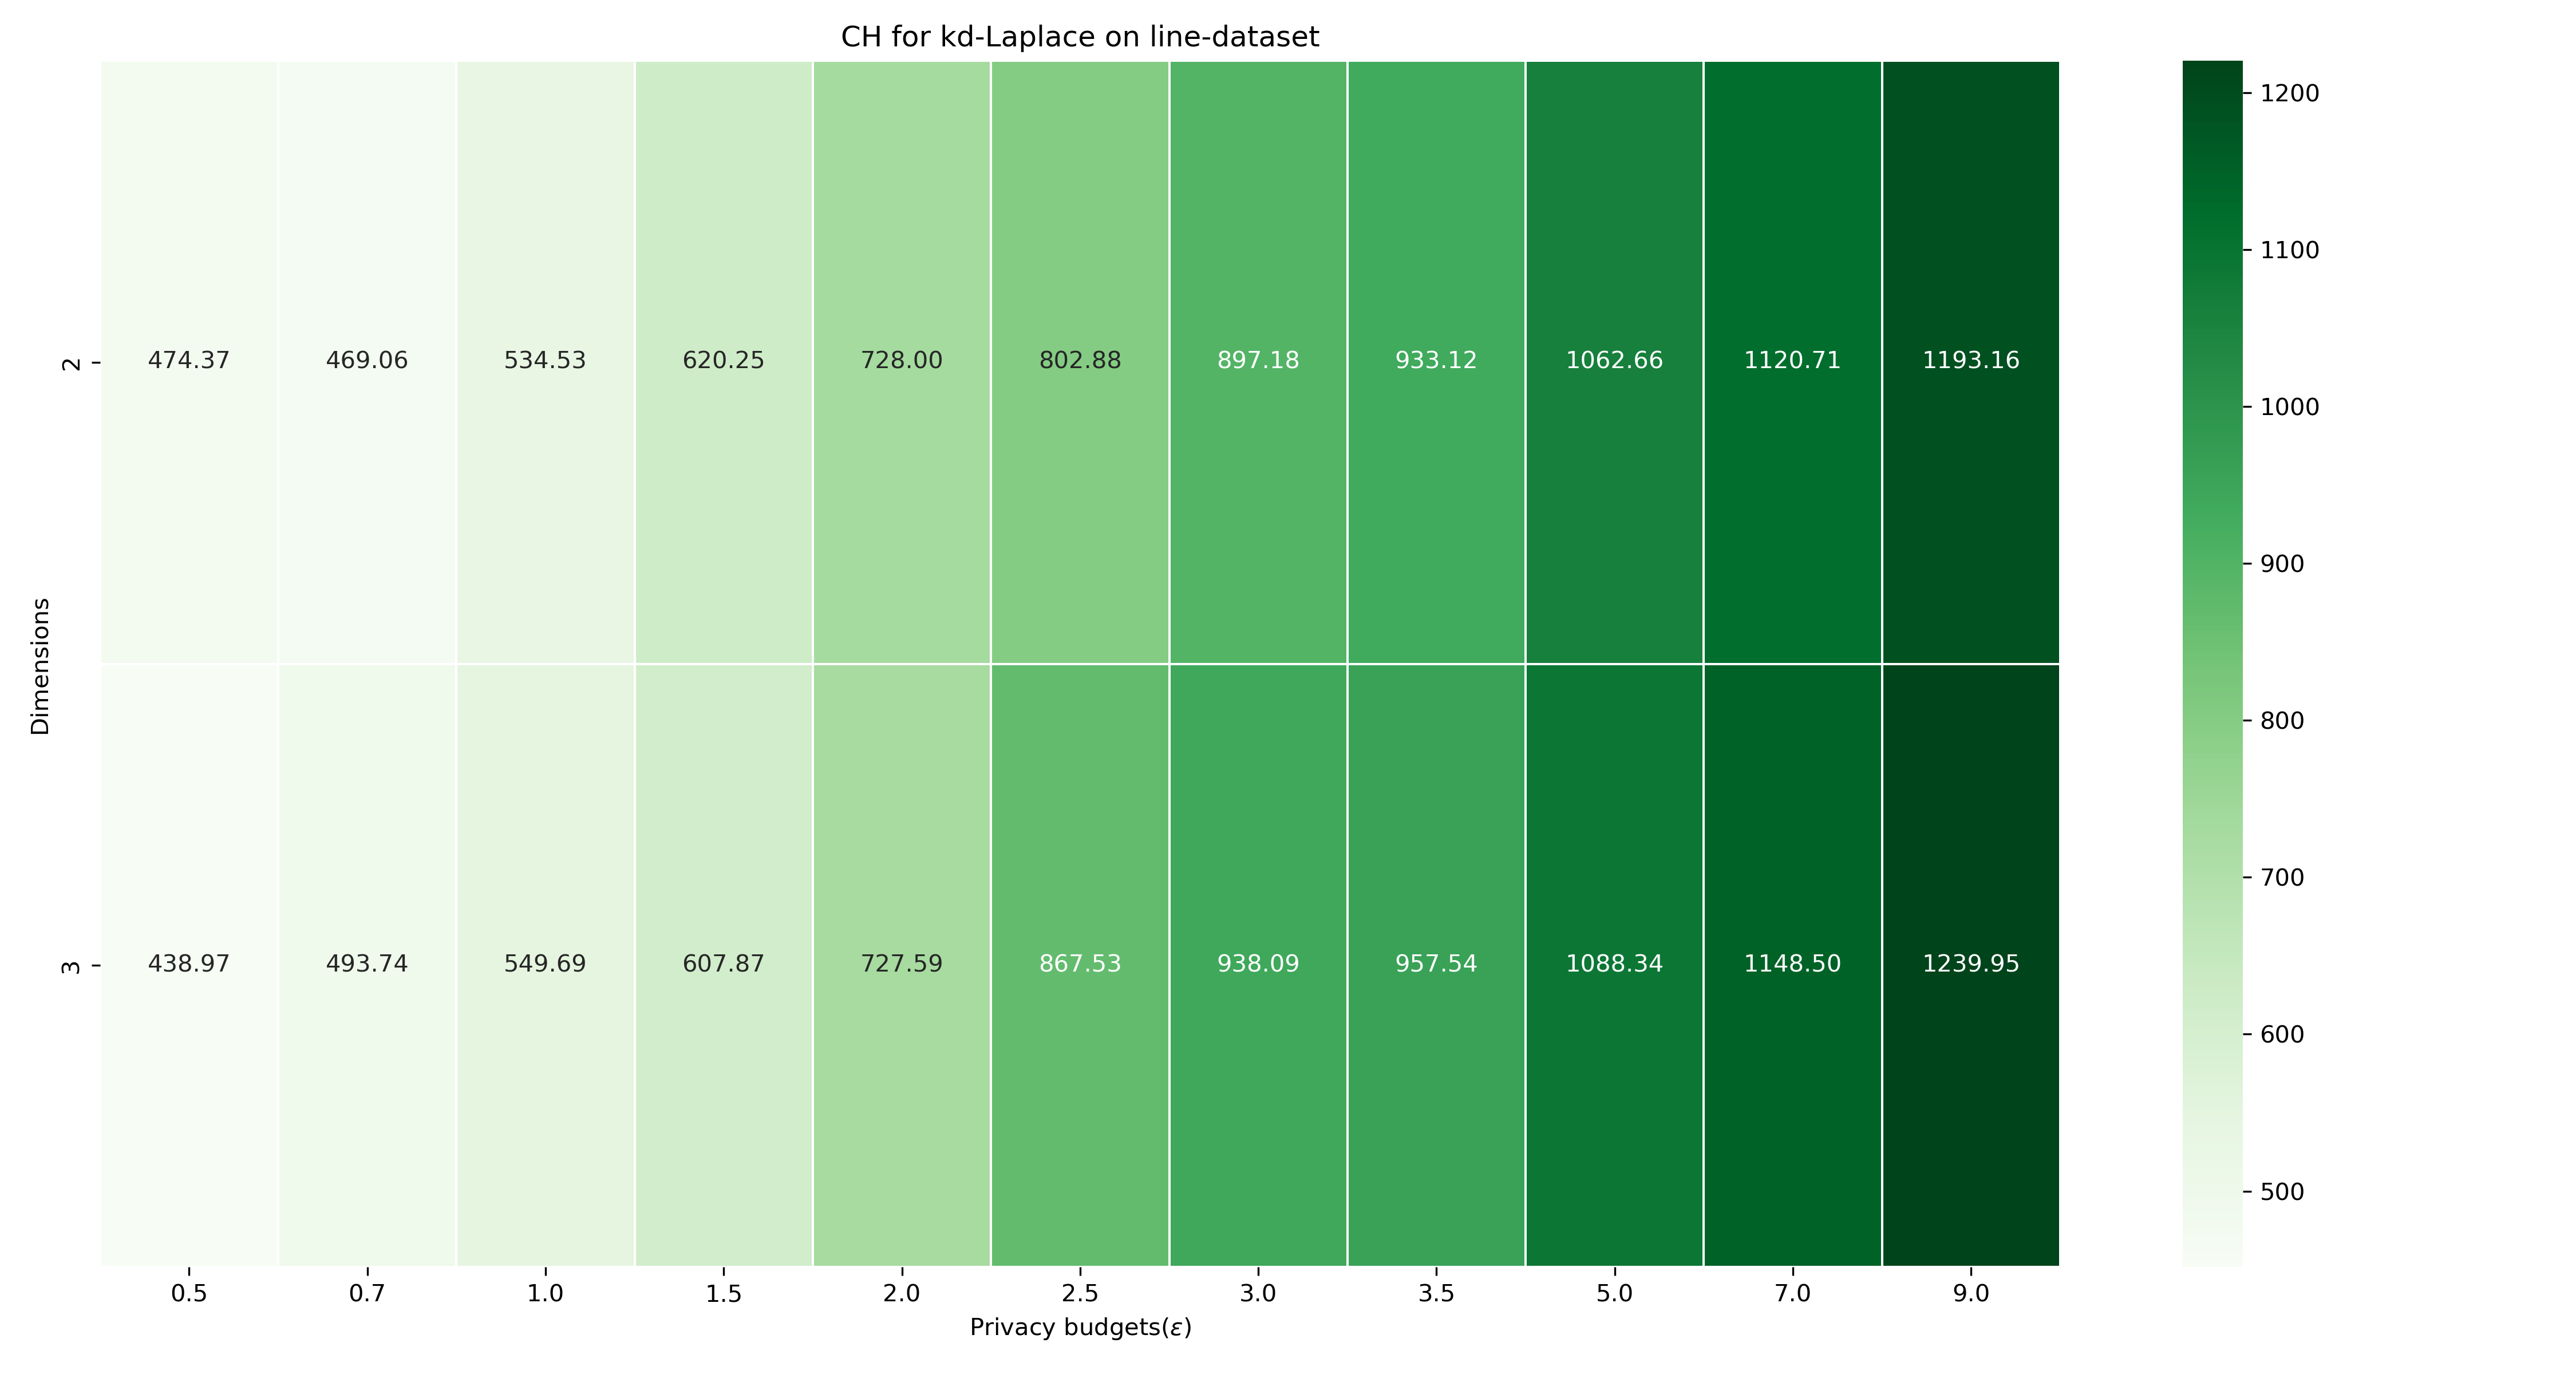 CH for kd-Laplace on line-dataset
Dimensions
2
474.37 469.06 534.53 620.25 728.00 802.88 897.18 933.12 1062.66 1120.71 1193.16
3
438.97 493.74 549.69 607.87 727.59 867.53 938.09 957.54 1088.34 1148.50 1239.95
0.5 0.7 1.0 1.5 2.0 2.5 3.0 3.5 5.0 7.0 9.0
Privacy budgets(ε)
1200
1100
1000
900
800
700
600
500